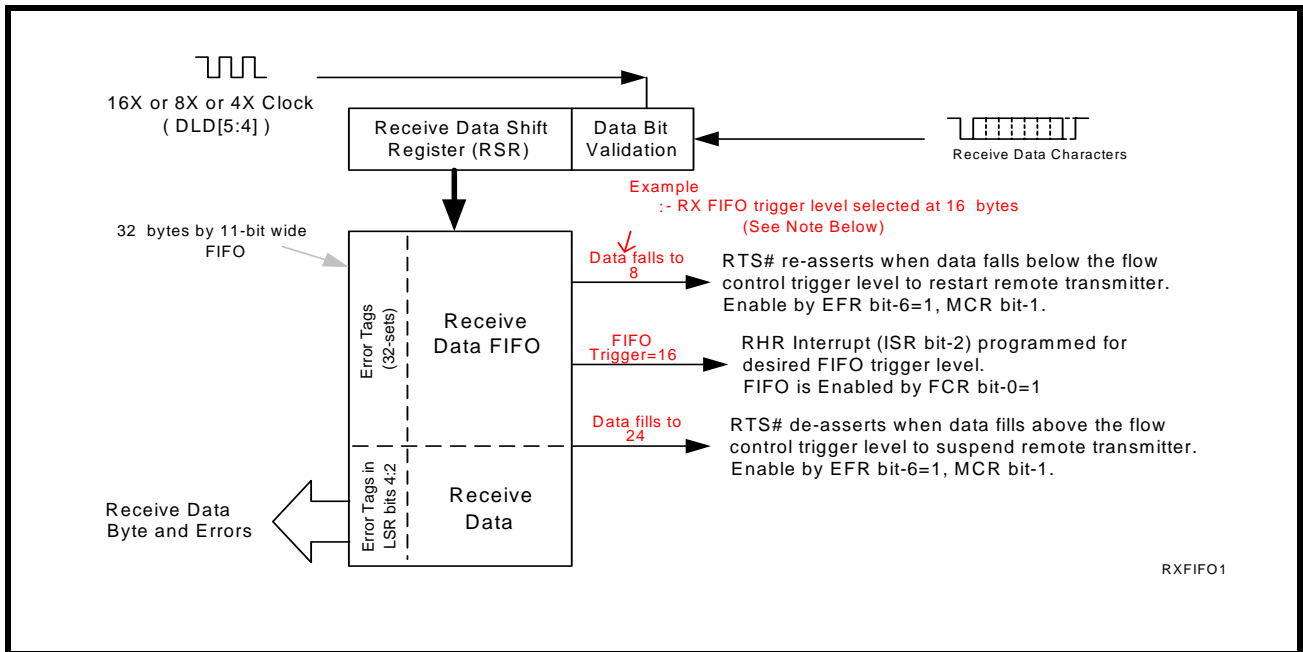 16X or 8X or 4X Clock
( DLD[5:4] )
Receive Data Shift
Register (RSR)
Data Bit
Validation
Receive Data Characters
Example
:- RX FIFO trigger level selected at 16 bytes
(See Note Below)
32 bytes by 11-bit wide
FIFO
Data falls to
8
RTS# re-asserts when data falls below the flow
control trigger level to restart remote transmitter.
Enable by EFR bit-6=1, MCR bit-1.
Error Tags
(32-sets)
Receive
Data FIFO
FIFO
Trigger=16
RHR Interrupt (ISR bit-2) programmed for
desired FIFO trigger level.
FIFO is Enabled by FCR bit-0=1
Data fills to
24
RTS# de-asserts when data fills above the flow
control trigger level to suspend remote transmitter.
Enable by EFR bit-6=1, MCR bit-1.
Receive Data
Byte and Errors
Error Tags in
LSR bits 4:2
Receive
Data
RXFIFO1